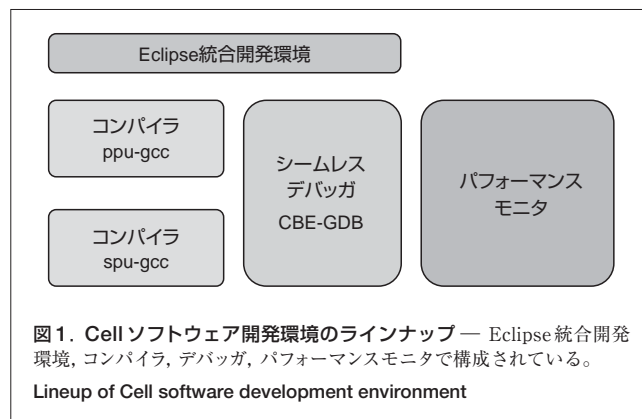 Eclipse統合開発環境
コンパイラ
ppu-gcc
コンパイラ
spu-gcc
シームレス
デバッガ
CBE-GDB
パフォーマンス
モニタ
図1. Cellソフトウェア開発環境のラインナップ — Eclipse統合開発
環境, コンパイラ, デバッガ, パフォーマンスモニタで構成されている。
Lineup of Cell software development environment